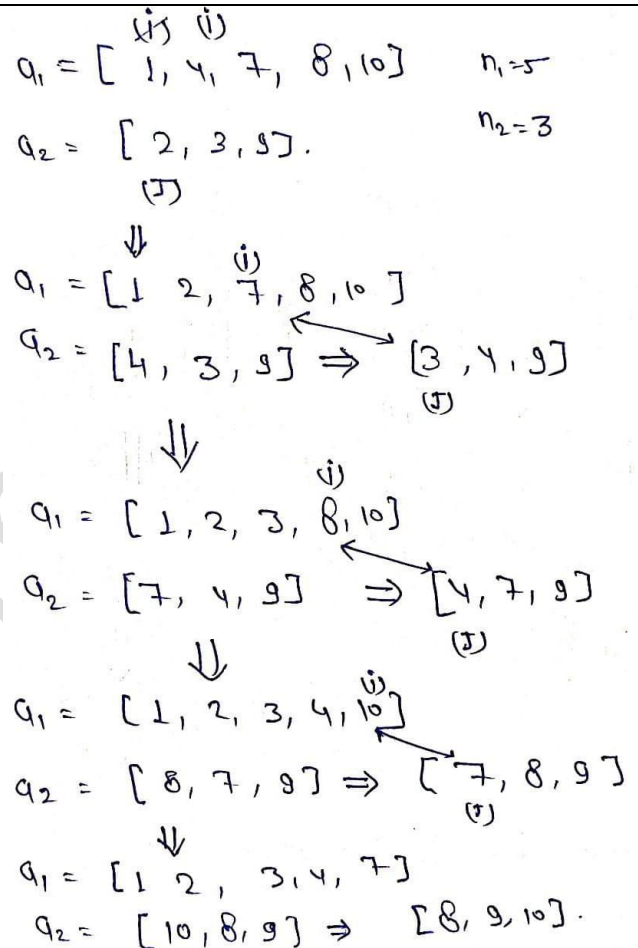 (i) (i)
a₁ = [ 1, 4, 7, 8, 10] n₁=5
a₂ = [ 2, 3, 9]. n₂=3
(J)
⇓
(i)
a₁ = [1 2, 7, 8, 10 ]
a₂ = [4, 3, 9] ⇒ [3, 4, 9]
(J)
⇓
(i)
a₁ = [ 1, 2, 3, 8, 10]
a₂ = [7, 4, 9] ⇒ [4, 7, 9]
(J)
⇓
(i)
a₁ = [1, 2, 3, 4, 10]
a₂ = [ 8, 7, 9] ⇒ [ 7, 8, 9]
(J)
⇓
a₁ = [1 2, 3, 4, 7]
a₂ = [10, 8, 9] ⇒ [8, 9, 10].